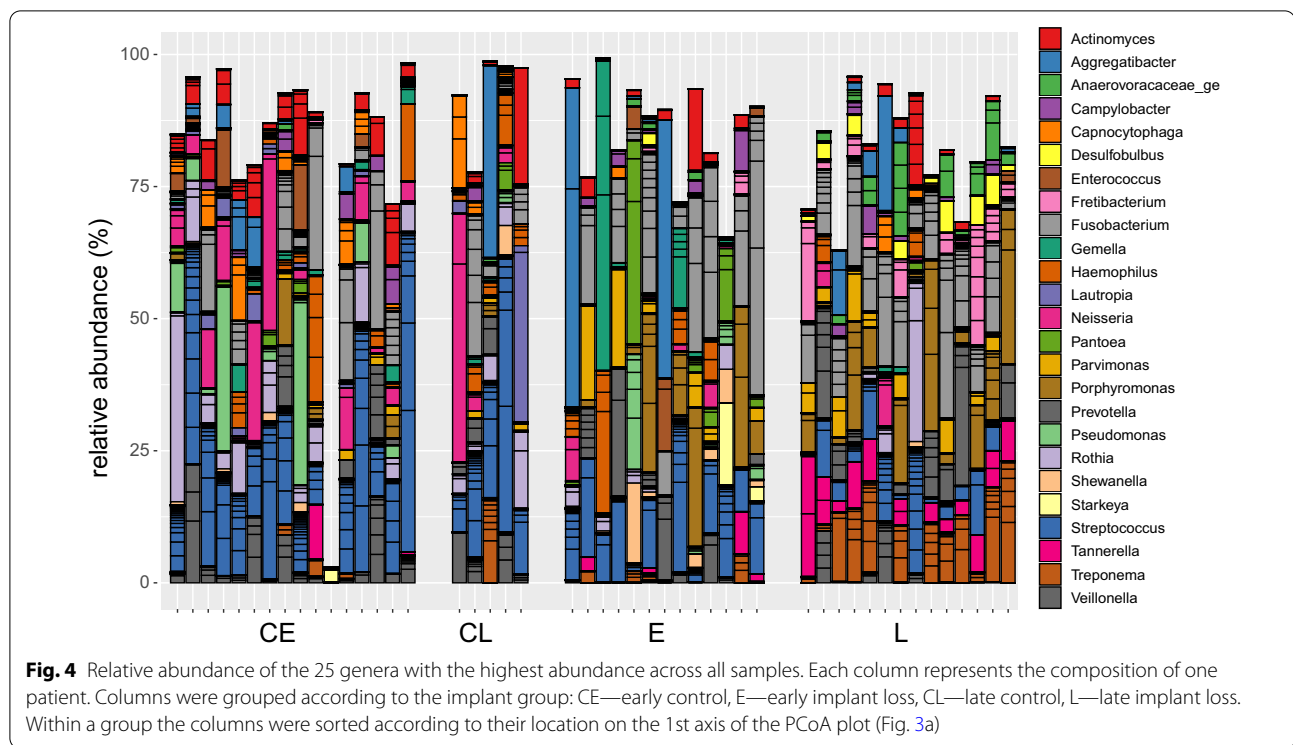 relative abundance (%)
100
75
50
25
0
CE
CL
E
L
Actinomyces
Aggregatibacter
Anaerovoracaceae_ge
Campylobacter
Capnocytophaga
Desulfobulbus
Enterococcus
Fretibacterium
Fusobacterium
Gemella
Haemophilus
Lautropia
Neisseria
Pantoea
Parvimonas
Porphyromonas
Prevotella
Pseudomonas
Rothia
Shewanella
Starkeya
Streptococcus
Tannerella
Treponema
Veillonella
Fig. 4 Relative abundance of the 25 genera with the highest abundance across all samples. Each column represents the composition of one
patient. Columns were grouped according to the implant group: CE—early control, E—early implant loss, CL—late control, L—late implant loss.
Within a group the columns were sorted according to their location on the 1st axis of the PCoA plot (Fig. 3a)